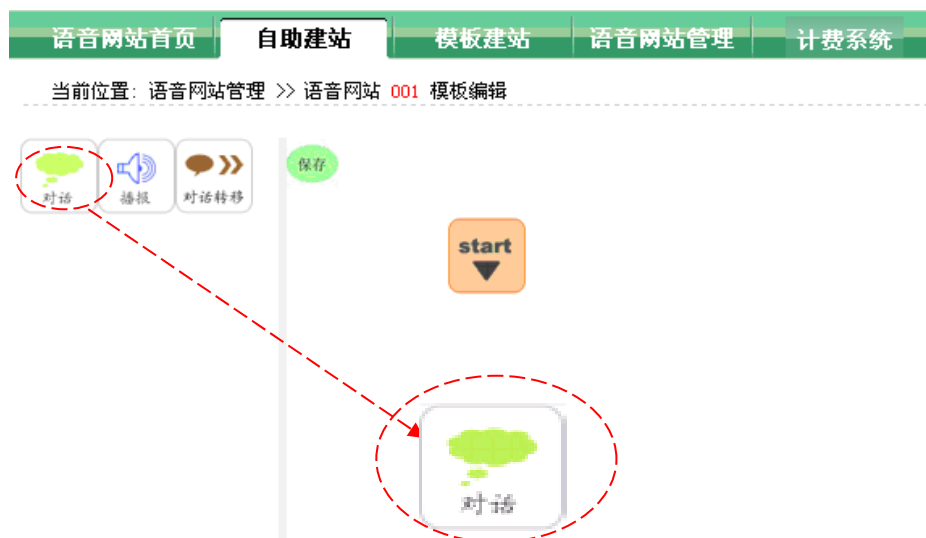 语音网站首页 自助建站 模板建站 语音网站管理 计费系统
当前位置：语音网站管理 >> 语音网站 001 模板编辑
对话 播报 对话转移
保存
start
对话